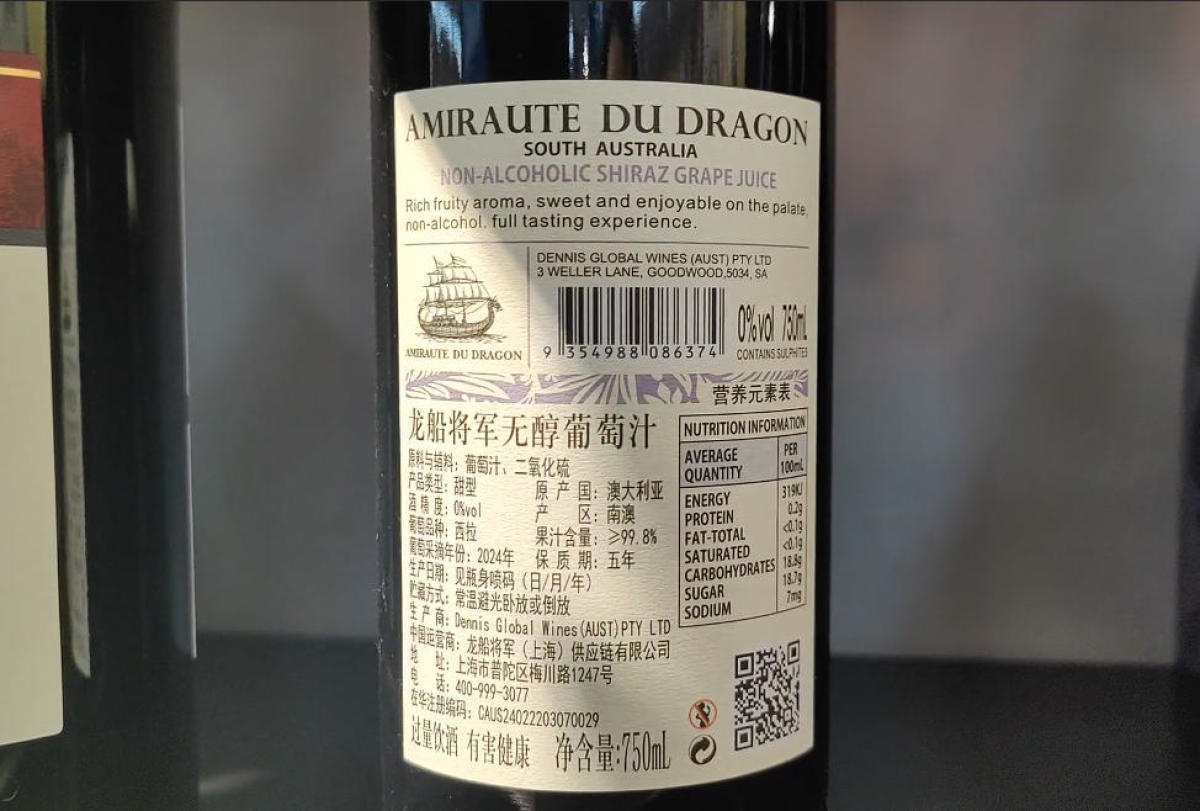 AMIRAUTE DU DRAGON
SOUTH AUSTRALIA
NON-ALCOHOLIC SHIRAZ GRAPE JUICE
Rich fruity aroma, sweet and enjoyable on the palate,
non-alcohol. full tasting experience.
DENNIS GLOBAL WINES (AUST) PTY LTD
3 WELLER LANE, GOODWOOD,5034, SA
AMIRAUTE DU DRAGON
9 354988 086374
0%vol 750mL
CONTAINS SULPHITES
营养元素表
龙船将军无醇葡萄汁
原料与辅料：葡萄汁、二氧化硫
产品类型：甜型 原产国：澳大利亚
酒精度：0%vol 产区：南澳
葡萄品种：西拉 果汁含量：≥99.8%
葡萄采摘年份：2024年 保质期：五年
生产日期：见瓶身喷码（日/月/年）
贮藏方式：常温避光卧放或倒放
生产商：Dennis Global Wines(AUST)PTY LTD
中国运营商：龙船将军（上海）供应链有限公司
地址：上海市普陀区梅川路1247号
电话：400-999-3077
在华注册编码：CAUS24022203070029
过量饮酒 有害健康 净含量:750mL
NUTRITION INFORMATION
AVERAGE QUANTITY PER 100mL
ENERGY 319KJ
PROTEIN 0.2g
FAT-TOTAL <0.1g
SATURATED <0.1g
CARBOHYDRATES 18.8g
SUGAR 18.7g
SODIUM 7mg